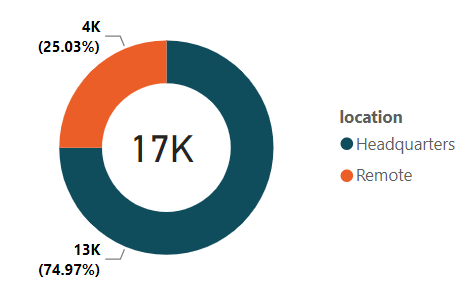 4K
(25.03%)
17K
13K
(74.97%)
location
Headquarters
Remote